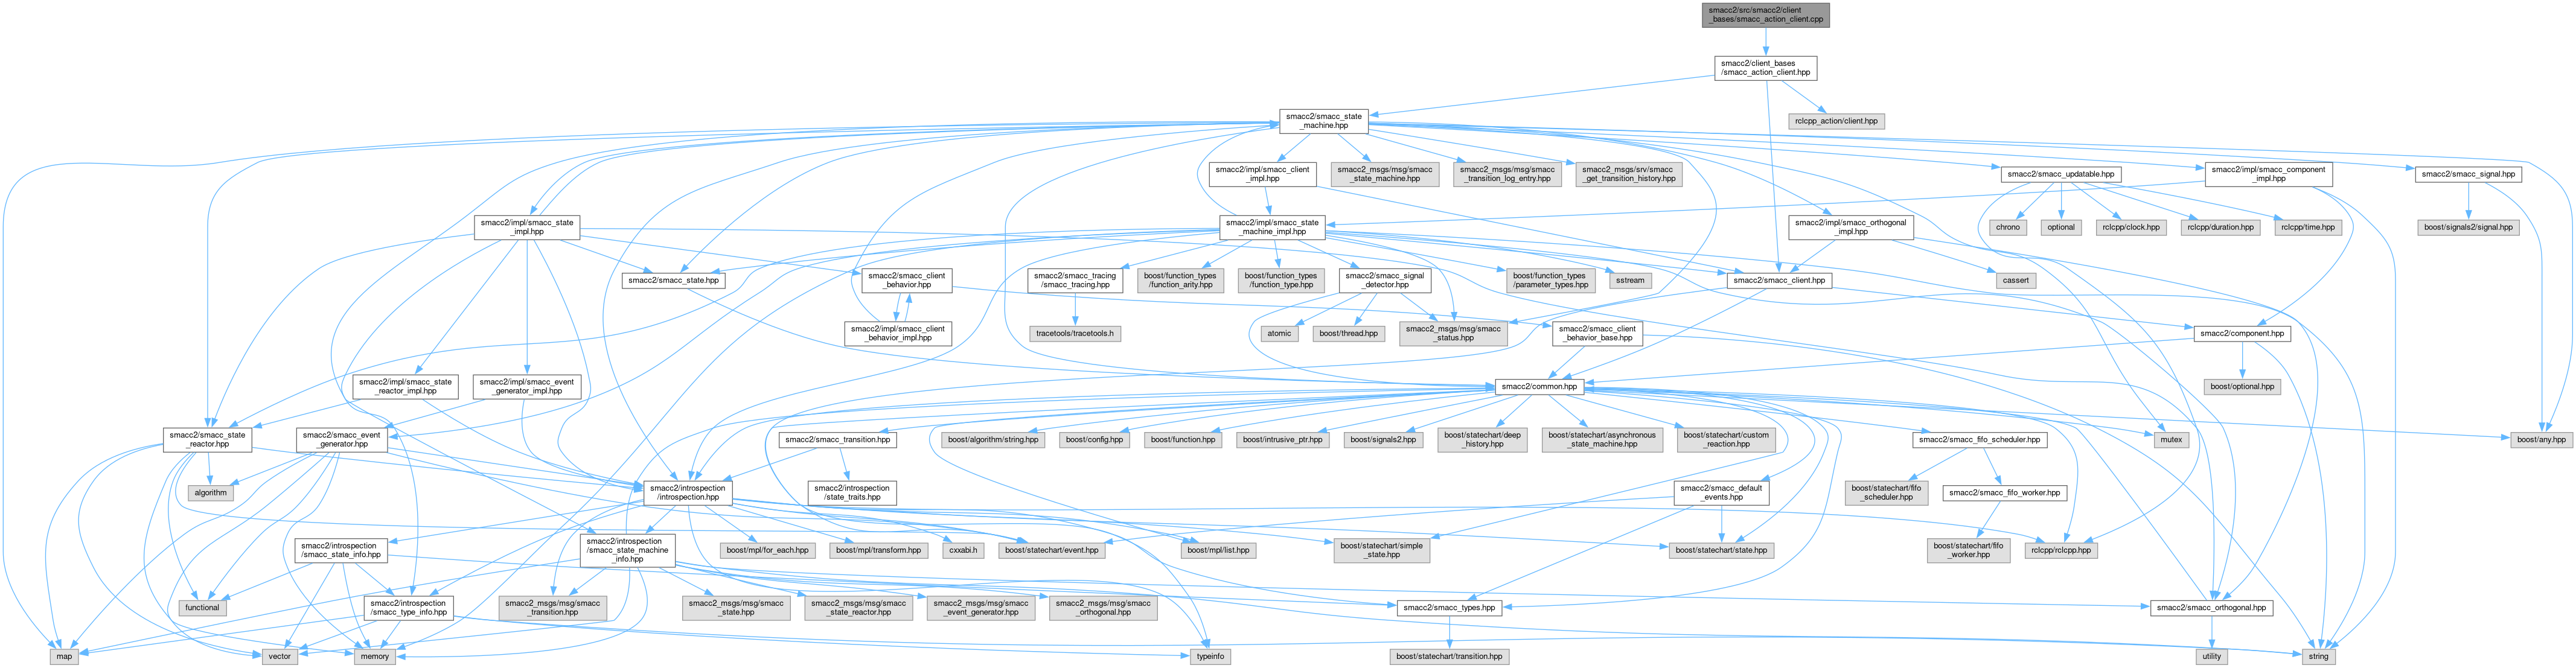 smacc2/src/smacc2/client
_bases/smacc_action_client.cpp
smacc2/client_bases
/smacc_action_client.hpp
smacc2/smacc_state
_machine.hpp
rclcpp_action/client.hpp
smacc2/impl/smacc_client
_impl.hpp
smacc2_msgs/msg/smacc
_state_machine.hpp
smacc2_msgs/msg/smacc
_transition_log_entry.hpp
smacc2_msgs/srv/smacc
_get_transition_history.hpp
smacc2/smacc_updatable.hpp
smacc2/impl/smacc_component
_impl.hpp
smacc2/smacc_signal.hpp
smacc2/impl/smacc_state
_impl.hpp
smacc2/impl/smacc_state
_machine_impl.hpp
smacc2/impl/smacc_orthogonal
_impl.hpp
chrono
optional
rclcpp/clock.hpp
rclcpp/duration.hpp
rclcpp/time.hpp
boost/signals2/signal.hpp
smacc2/smacc_state.hpp
smacc2/smacc_client
_behavior.hpp
smacc2/smacc_tracing
/smacc_tracing.hpp
boost/function_types
/function_arity.hpp
boost/function_types
/function_type.hpp
smacc2/smacc_signal
_detector.hpp
boost/function_types
/parameter_types.hpp
sstream
smacc2/smacc_client.hpp
cassert
smacc2/impl/smacc_client
_behavior_impl.hpp
tracetools/tracetools.h
atomic
boost/thread.hpp
smacc2_msgs/msg/smacc
_status.hpp
smacc2/smacc_client
_behavior_base.hpp
smacc2/component.hpp
smacc2/impl/smacc_state
_reactor_impl.hpp
smacc2/impl/smacc_event
_generator_impl.hpp
smacc2/common.hpp
boost/optional.hpp
smacc2/smacc_state
_reactor.hpp
smacc2/smacc_event
_generator.hpp
smacc2/smacc_transition.hpp
boost/algorithm/string.hpp
boost/config.hpp
boost/function.hpp
boost/intrusive_ptr.hpp
boost/signals2.hpp
boost/statechart/deep
_history.hpp
boost/statechart/asynchronous
_state_machine.hpp
boost/statechart/custom
_reaction.hpp
smacc2/smacc_fifo_scheduler.hpp
mutex
boost/any.hpp
algorithm
smacc2/introspection
/introspection.hpp
smacc2/introspection
/state_traits.hpp
smacc2/smacc_default
_events.hpp
boost/statechart/fifo
_scheduler.hpp
smacc2/smacc_fifo_worker.hpp
smacc2/introspection
/smacc_state_info.hpp
smacc2/introspection
/smacc_state_machine
_info.hpp
boost/mpl/for_each.hpp
boost/mpl/transform.hpp
cxxabi.h
boost/statechart/event.hpp
boost/mpl/list.hpp
boost/statechart/simple
_state.hpp
boost/statechart/state.hpp
boost/statechart/fifo
_worker.hpp
rclcpp/rclcpp.hpp
functional
smacc2/introspection
/smacc_type_info.hpp
smacc2_msgs/msg/smacc
_transition.hpp
smacc2_msgs/msg/smacc
_state.hpp
smacc2_msgs/msg/smacc
_state_reactor.hpp
smacc2_msgs/msg/smacc
_event_generator.hpp
smacc2_msgs/msg/smacc
_orthogonal.hpp
smacc2/smacc_types.hpp
smacc2/smacc_orthogonal.hpp
map
vector
memory
typeinfo
boost/statechart/transition.hpp
utility
string